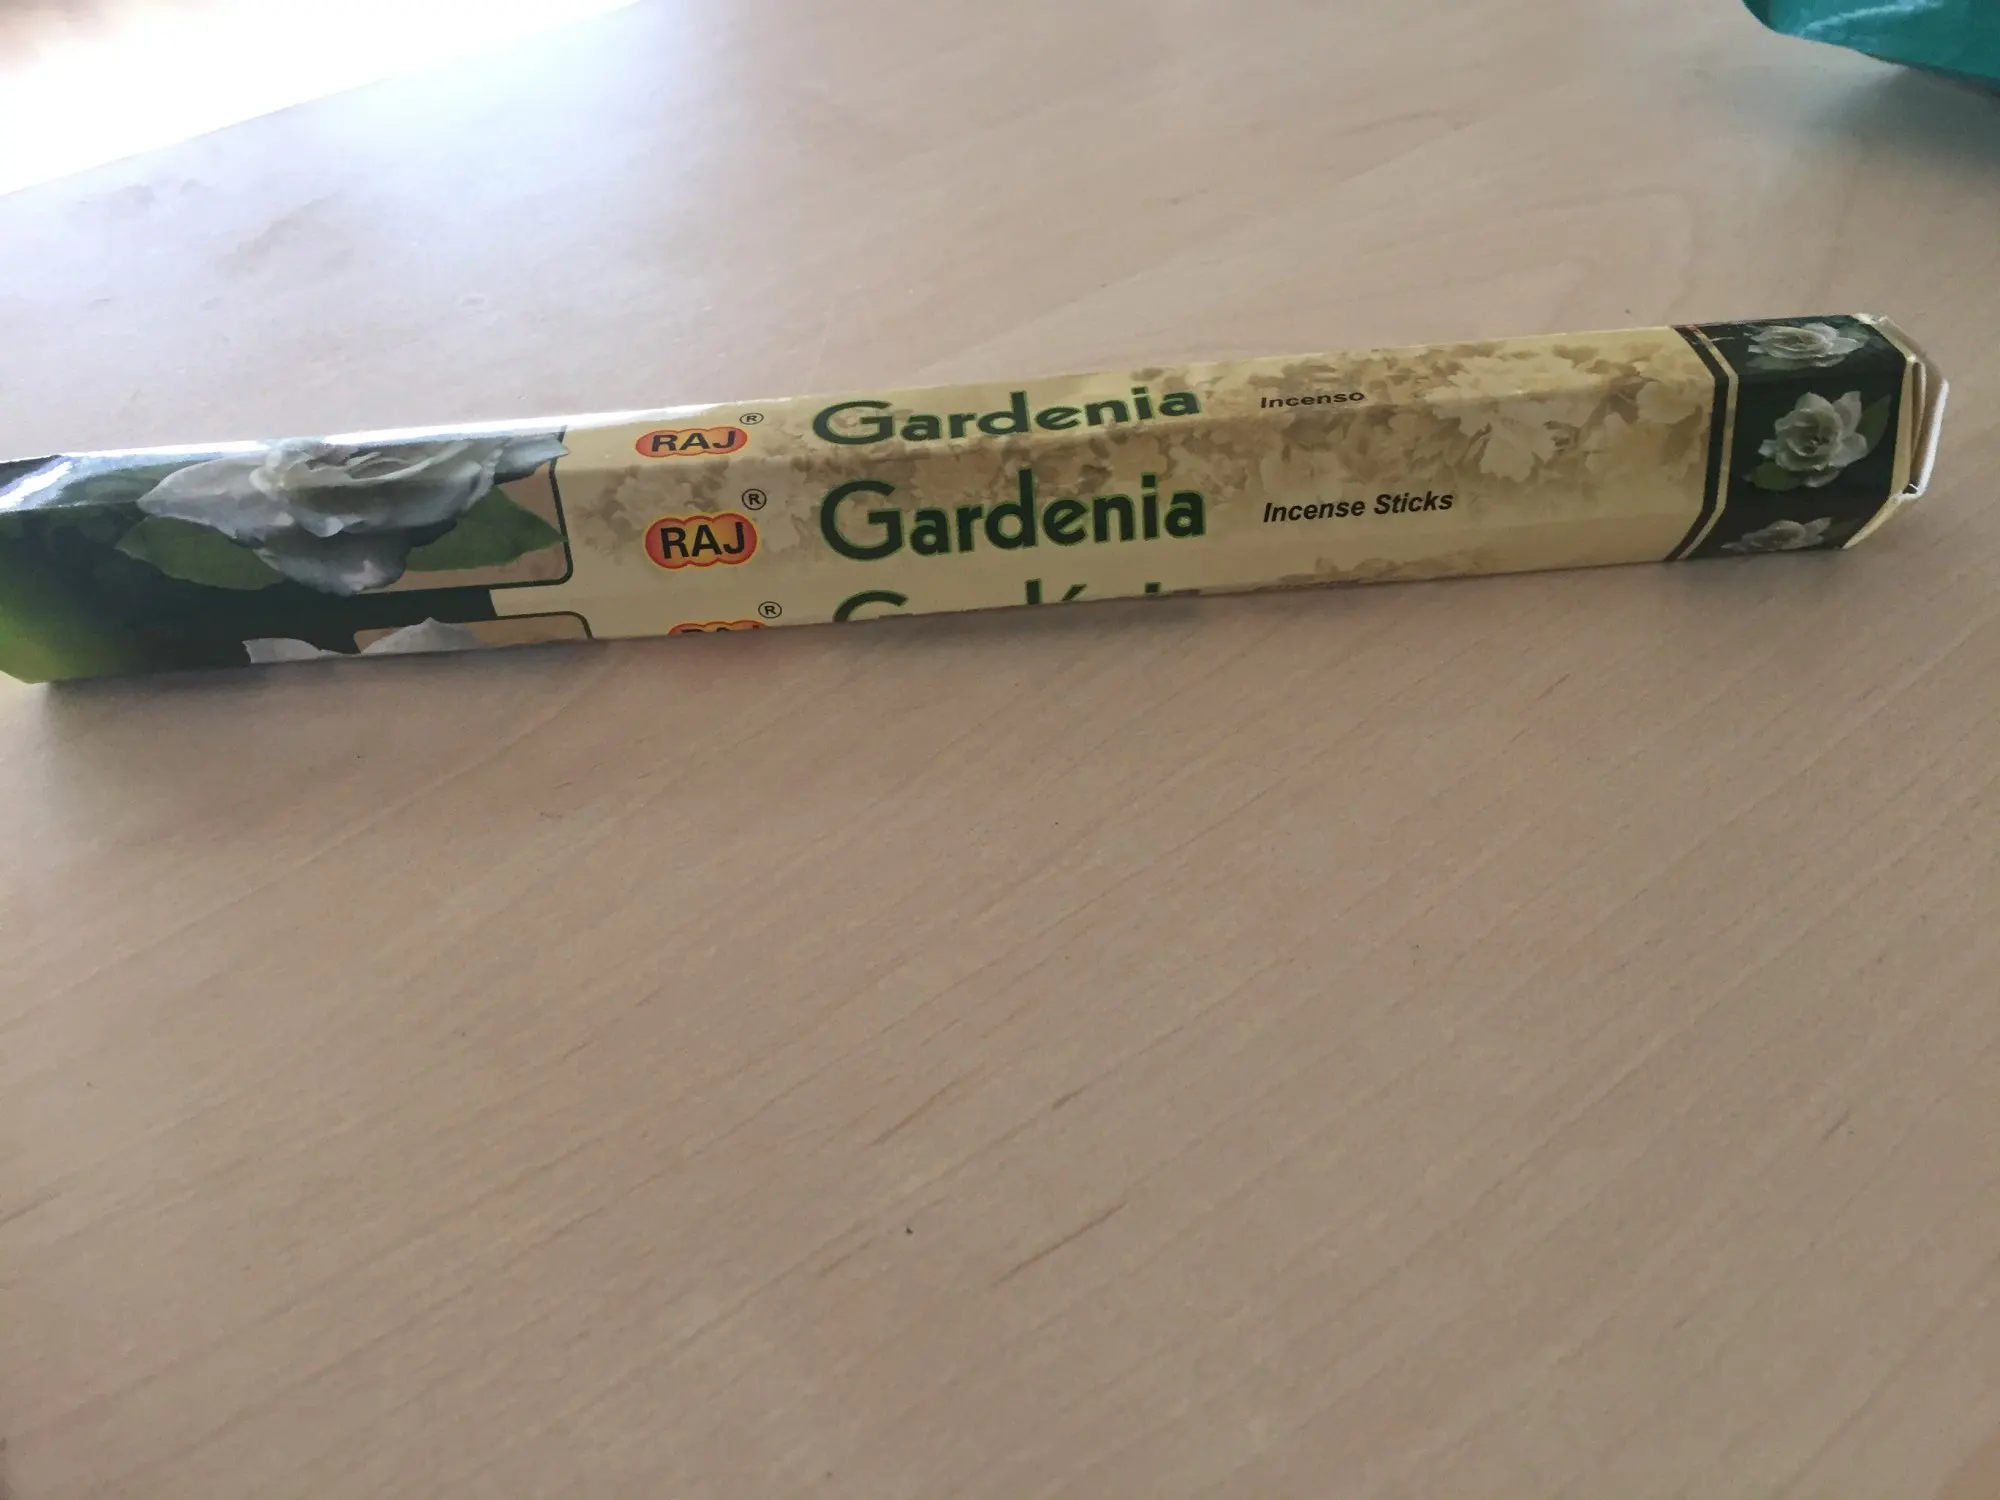 RAJ® Gardenia Incenso
RAJ® Gardenia Incense Sticks